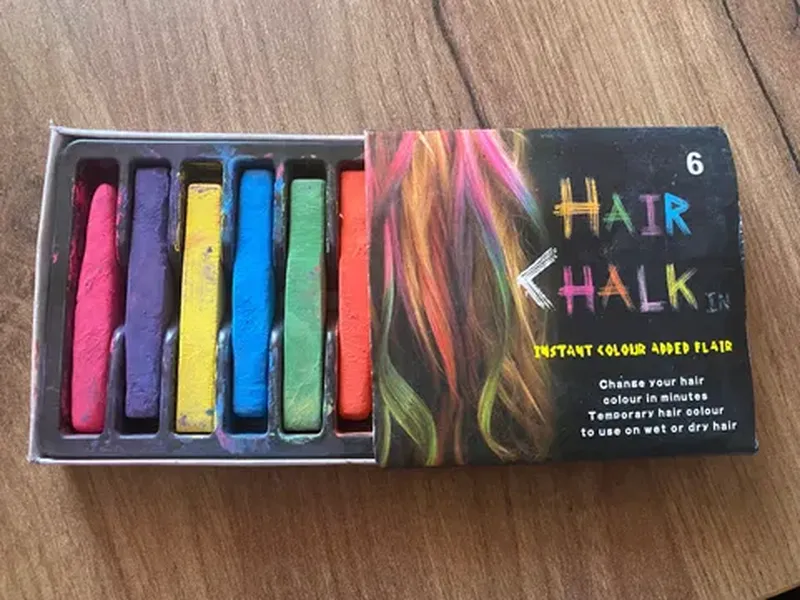 6
HAIR
CHALK IN
INSTANT COLOUR ADDED FLAIR
Change your hair
colour in minutes
Temporary hair colour
to use on wet or dry hair